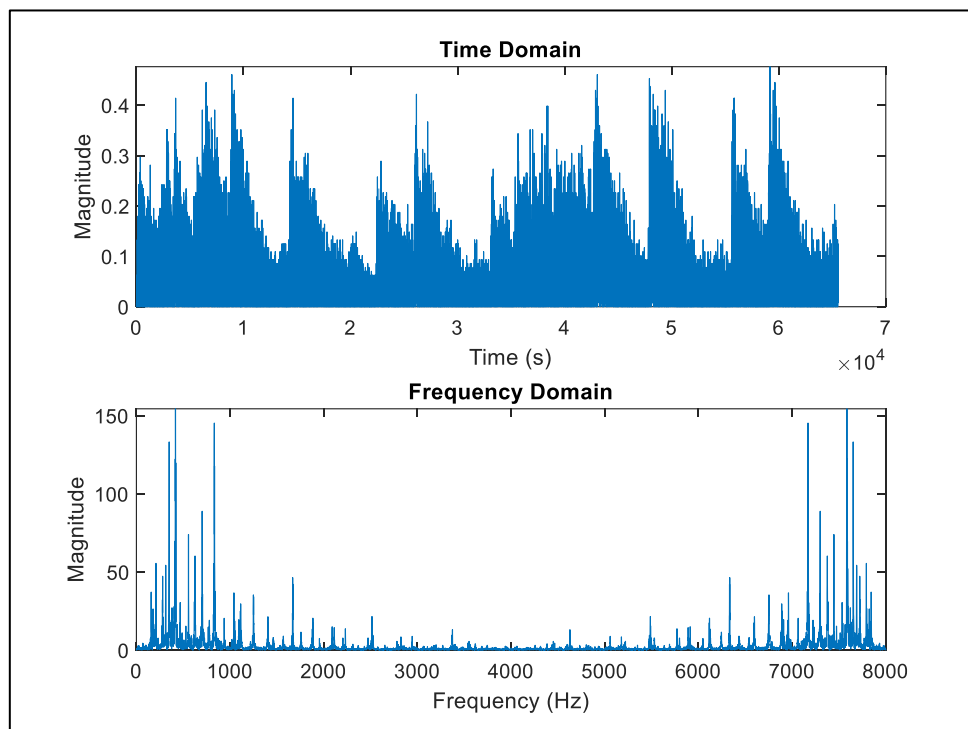 Time Domain
Magnitude
0.4
0.3
0.2
0.1
0
0 1 2 3 4 5 6 7
Time (s)
×10^4
Frequency Domain
Magnitude
150
100
50
0
0 1000 2000 3000 4000 5000 6000 7000 8000
Frequency (Hz)